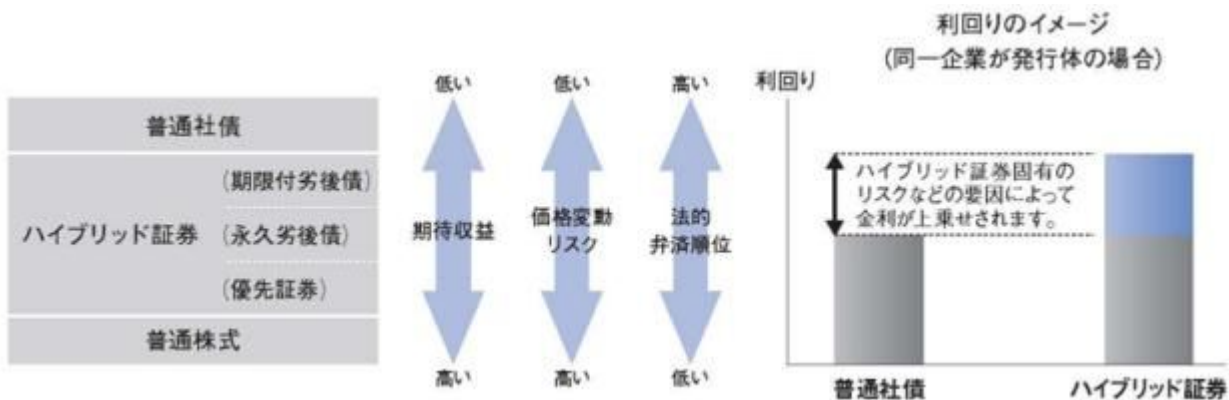 普通社債
ハイブリッド証券
(期限付劣後債)
(永久劣後債)
(優先証券)
普通株式
低い
期待収益
高い
低い
価格変動
リスク
高い
高い
法的
弁済順位
低い
利回りのイメージ
(同一企業が発行体の場合)
利回り
ハイブリッド証券固有の
リスクなどの要因によって
金利が上乗せされます。
普通社債
ハイブリッド証券